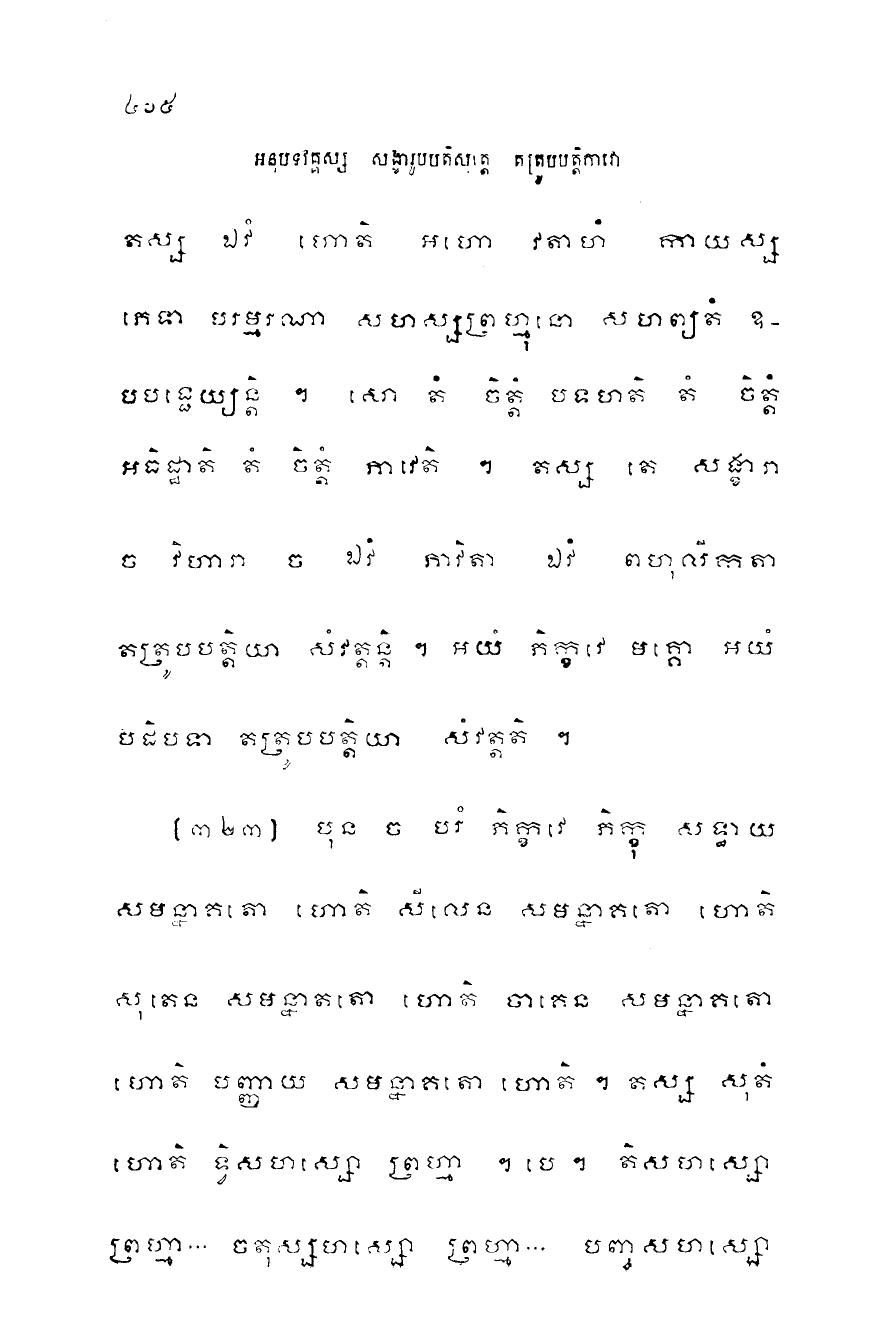 ៤១៥
អនុបទវគ្គស្ស សង្ខារូបបតិសុត្តេ តត្រូបបត្តិភាវោ
តស្ស ឯវំ ហោតិ អហោ វតាហំ កាយស្ស
ភេទា បរម្មរណា សហស្សព្រហ្មុនោ សហព្យតំ ឧ-
បបជ្ជេយ្យន្តិ ។ សោ តំ ចិត្តំ បទហតិ តំ ចិត្តំ
អធិដ្ឋាតិ តំ ចិត្តំ ភាវេតិ ។ តស្ស តេ សង្ខារា
ច វិហារា ច ឯវំ ភាវិតា ឯវំ ពហុលីកតា
តត្រូបបត្តិយា សំវត្តន្តិ ។ អយំ ភិក្ខវេ មគ្គោ អយំ
បដិបទា តត្រូបបត្តិយា សំវត្តតិ ។
(៣២៣) បុន ច បរំ ភិក្ខវេ ភិក្ខុ សទ្ធាយ
សមន្នាគតោ ហោតិ សីលេន សមន្នាគតោ ហោតិ
សុតេន សមន្នាគតោ ហោតិ ចាគេន សមន្នាគតោ
ហោតិ បញ្ញាយ សមន្នាគតោ ហោតិ ។ តស្ស សុតំ
ហោតិ ទ្វិសហស្សោ ព្រហ្មា ។ បេ ។ តិសហស្សោ
ព្រហ្មា... ចតុស្សហស្សោ ព្រហ្មា... បញ្ចសហស្សោ